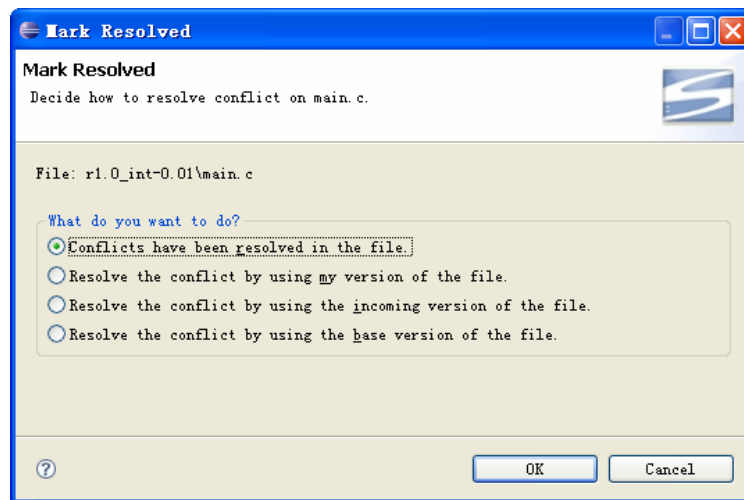 Mark Resolved
Mark Resolved
Decide how to resolve conflict on main.c.
File: r1.0_int-0.01\main.c
What do you want to do?
Conflicts have been resolved in the file.
Resolve the conflict by using my version of the file.
Resolve the conflict by using the incoming version of the file.
Resolve the conflict by using the base version of the file.
OK Cancel